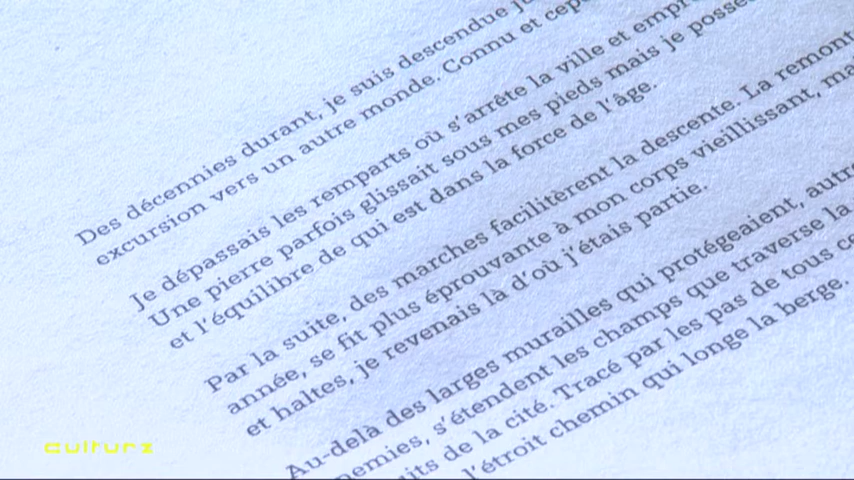 Des décennies durant, je suis descendue
excursion vers un autre monde. Connu et
Je dépassais les remparts où s'arrête la ville et
Une pierre parfois glissait sous mes pieds mais je
et l'équilibre de qui est dans la force de l'âge.
Par la suite, des marches facilitèrent la descente. La
année, se fit plus éprouvante à mon corps vieillissant,
et haltes, je revenais là d'où j'étais partie.
Au-delà des larges murailles qui protégeaient,
s'étendent les champs que traverse la
de la cité. Tracé par les pas de tous
l'étroit chemin qui longe la berge.
culturz